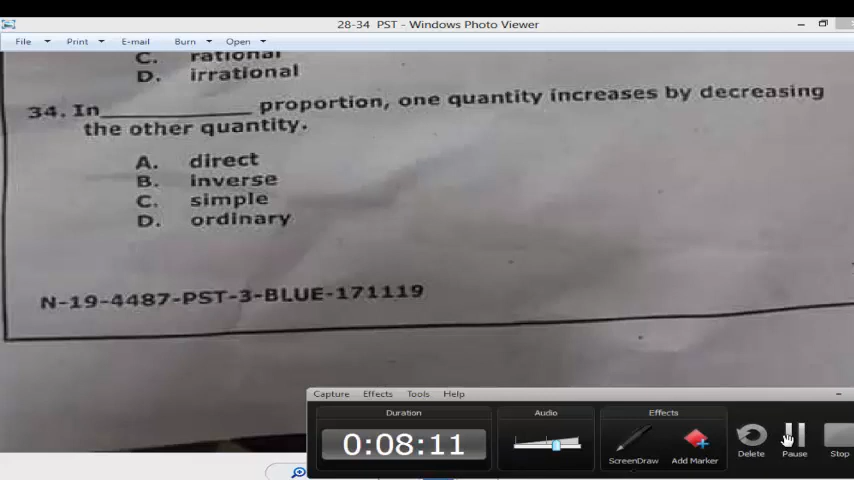 28-34 PST - Windows Photo Viewer
File Print E-mail Burn Open
C. rational
D. irrational
34. In__________ proportion, one quantity increases by decreasing
the other quantity.
A. direct
B. inverse
C. simple
D. ordinary
N-19-4487-PST-3-BLUE-171119
Capture Effects Tools Help
Duration Audio Effects
0:08:11
ScreenDraw Add Marker Delete Pause Stop